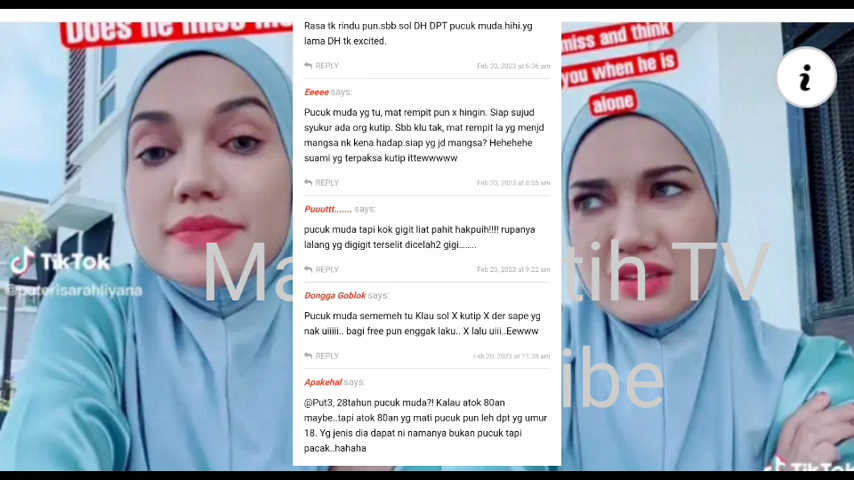 Does he miss me
Rasa tk rindu pun.sbb sol DH DPT pucuk muda.hihi.yg
lama DH tk excited.
REPLY
Feb 20, 2023 at 6:36 am
Eeeee says:
Pucuk muda yg tu, mat rempit pun x hingin. Siap sujud
syukur ada org kutip. Sbb klu tak, mat rempit la yg menjd
mangsa nk kena hadap.siap yg jd mangsa? Hehehehe
suami yg terpaksa kutip ittewwwww
REPLY
Feb 20, 2023 at 8:55 am
Puuuttt....... says:
pucuk muda tapi kok gigit liat pahit hakpuih!!!! rupanya
lalang yg digigit terselit dicelah2 gigi........
REPLY
Feb 20, 2023 at 9:22 am
Dongga Goblok says:
Pucuk muda sememeh tu Klau sol X kutip X der sape yg
nak uiiiii.. bagi free pun enggak laku.. X lalu uiii..Eewww
REPLY
Feb 20, 2023 at 11:35 am
Apakehal says:
@Put3, 28tahun pucuk muda?! Kalau atok 80an
maybe..tapi atok 80an yg mati pucuk pun leh dpt yg umur
18. Yg jenis dia dapat ni namanya bukan pucuk tapi
pacak..hahaha
miss and think
you when he is
alone
i
TikTok
@puterisarahliyana
Ma tih TV
ibe
TikTok